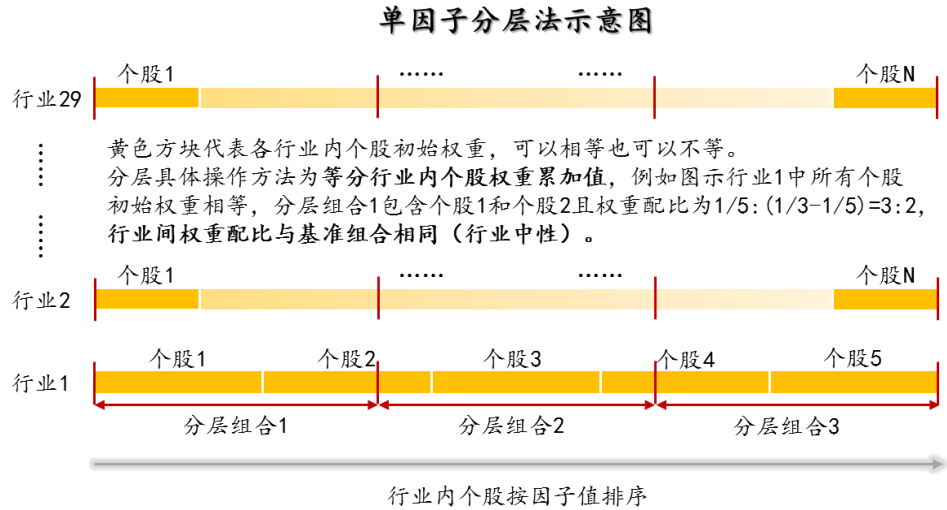 单因子分层法示意图
个股1 …… …… 个股N
行业29
黄色方块代表各行业内个股初始权重，可以相等也可以不等。
分层具体操作方法为等分行业内个股权重累加值，例如图示行业1中所有个股
初始权重相等，分层组合1包含个股1和个股2且权重配比为1/5:(1/3-1/5)=3:2，
行业间权重配比与基准组合相同（行业中性）。
……
……
个股1 …… …… 个股N
行业2
个股1 个股2 个股3 个股4 个股5
行业1
分层组合1 分层组合2 分层组合3
行业内个股按因子值排序